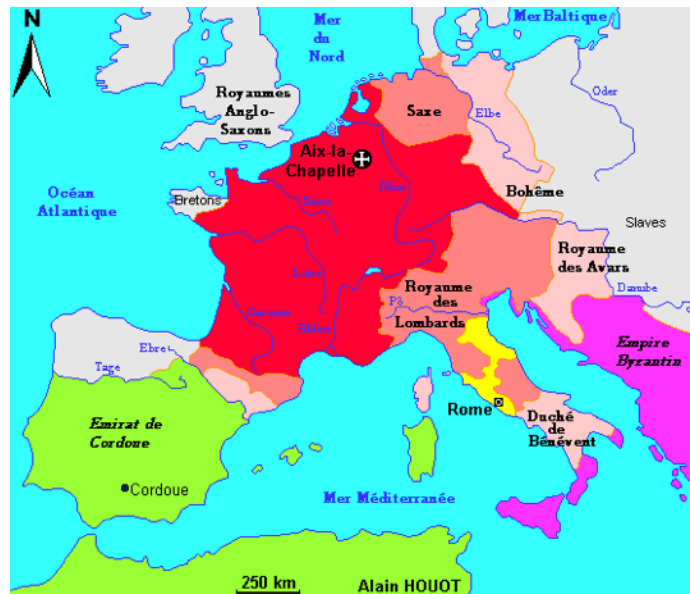 N
Mer
du
Nord
Mer Baltique
Royaumes
Anglo-
Saxons
Saxe
Elbe
Oder
Aix-la-
Chapelle
Rhin
Océan
Atlantique
Bretons
Seine
Bohême
Slaves
Royaume
des Avars
Loire
Danube
Royaume
des
Lombards
Pô
Garonne
Rhône
Ebre
Tage
Empire
Byrantin
Emirat de
Cordoue
Rome
Duché
de
Bénévent
Cordoue
Mer Méditerranée
250 km
Alain HOUOT